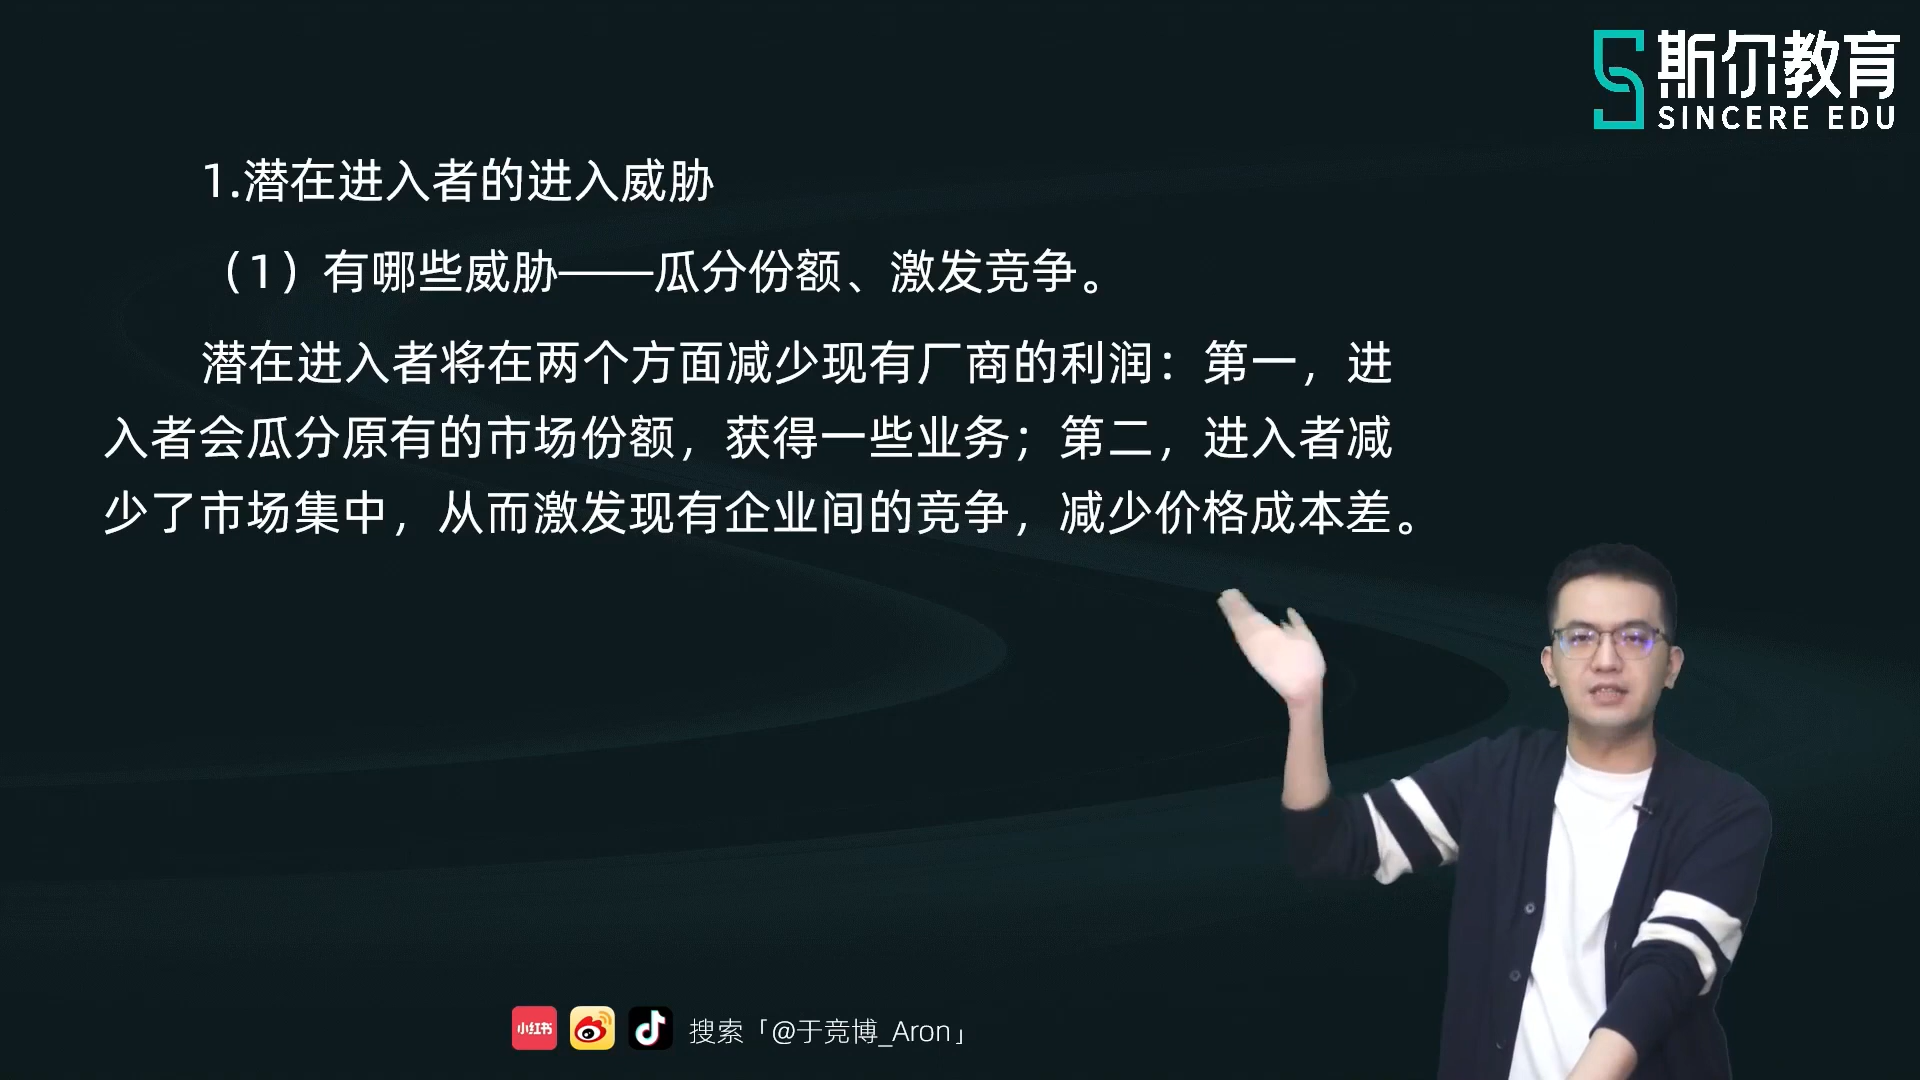 斯尔教育
SINCERE EDU
1.潜在进入者的进入威胁
（1）有哪些威胁——瓜分份额、激发竞争。
潜在进入者将在两个方面减少现有厂商的利润：第一，进
入者会瓜分原有的市场份额，获得一些业务；第二，进入者减
少了市场集中，从而激发现有企业间的竞争，减少价格成本差。
小红书
搜索「@于竞博_Aron」